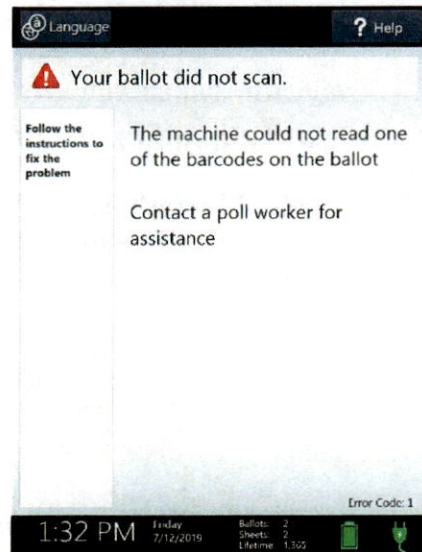 Language
? Help
Your ballot did not scan.
Follow the
instructions to
fix the
problem
The machine could not read one
of the barcodes on the ballot
Contact a poll worker for
assistance
Error Code: 1
1:32 PM
Friday
7/12/2019
Ballots: 2
Sheets: 2
Lifetime: 1,365